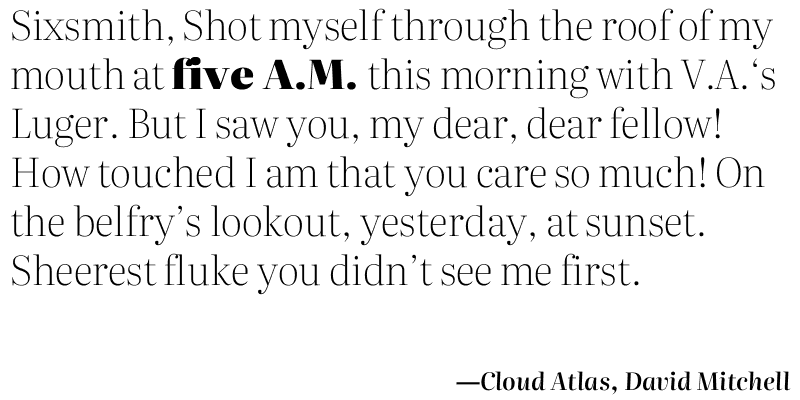 Sixsmith, Shot myself through the roof of my
mouth at five A.M. this morning with V.A.‘s
Luger. But I saw you, my dear, dear fellow!
How touched I am that you care so much! On
the belfry’s lookout, yesterday, at sunset.
Sheerest fluke you didn’t see me first.
—Cloud Atlas, David Mitchell